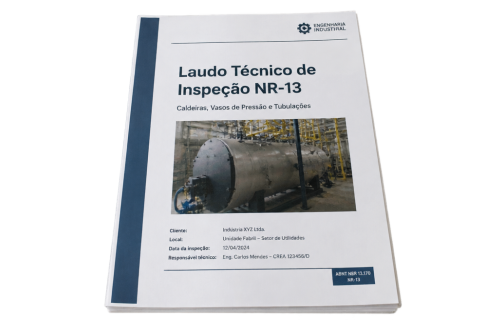 ENGENHARIA
INDUSTRIAL
Laudo Técnico de
Inspeção NR-13
Caldeiras, Vasos de Pressão e Tubulações
Cliente: Indústria XYZ Ltda.
Local: Unidade Fabril – Setor de Utilidades
Data da inspeção: 12/04/2024
Responsável técnico: Eng. Carlos Mendes – CREA 123456/D
ABNT NBR
NR-13